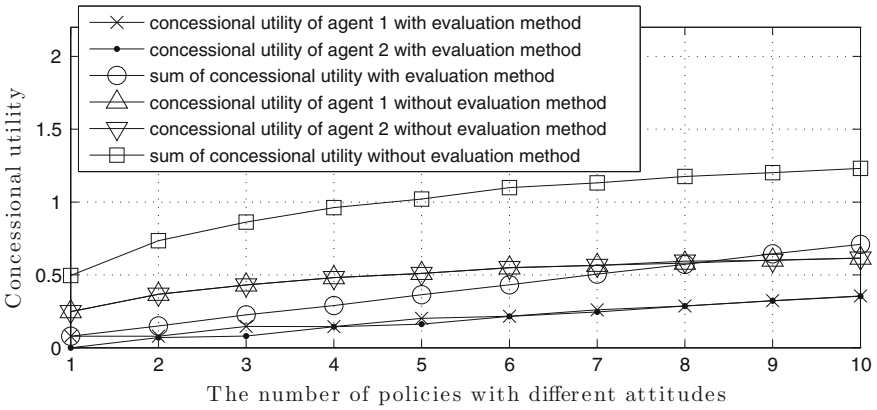 concessional utility of agent 1 with evaluation method
concessional utility of agent 2 with evaluation method
sum of concessional utility with evaluation method
concessional utility of agent 1 without evaluation method
concessional utility of agent 2 without evaluation method
sum of concessional utility without evaluation method
Concessional utility
2
1.5
1
0.5
0
1 2 3 4 5 6 7 8 9 10
The number of policies with different attitudes